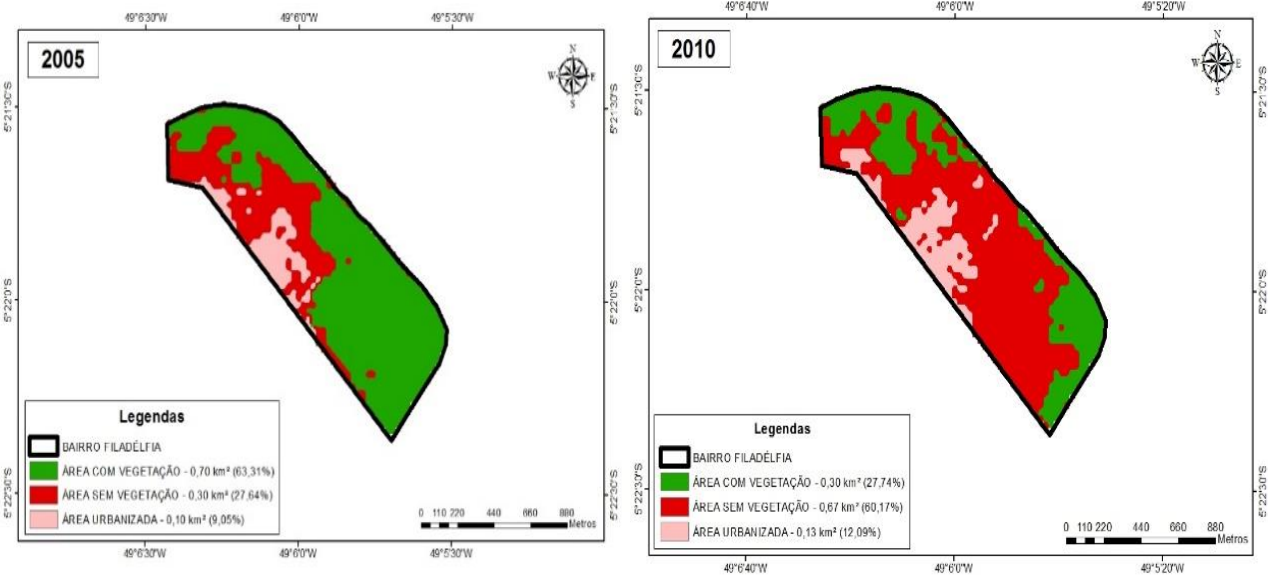 49°6'30"W 49°6'0"W 49°5'30"W
2005
N
W E
S
5°21'30"S 5°21'30"S
5°22'0"S 5°22'0"S
5°22'30"S 5°22'30"S
Legendas
BAIRRO FILADÉLFIA
ÁREA COM VEGETAÇÃO - 0,70 km² (63,31%)
ÁREA SEM VEGETAÇÃO - 0,30 km² (27,64%)
ÁREA URBANIZADA - 0,10 km² (9,05%)
0 110 220 440 660 880
Metros
49°6'30"W 49°6'0"W 49°5'30"W
49°6'40"W 49°6'0"W 49°5'20"W
2010
N
W E
S
5°21'30"S 5°21'30"S
5°22'0"S 5°22'0"S
5°22'30"S 5°22'30"S
Legendas
BAIRRO FILADÉLFIA
ÁREA COM VEGETAÇÃO - 0,30 km² (27,74%)
ÁREA SEM VEGETAÇÃO - 0,67 km² (60,17%)
ÁREA URBANIZADA - 0,13 km² (12,09%)
0 110 220 440 660 880
Metros
49°6'40"W 49°6'0"W 49°5'20"W